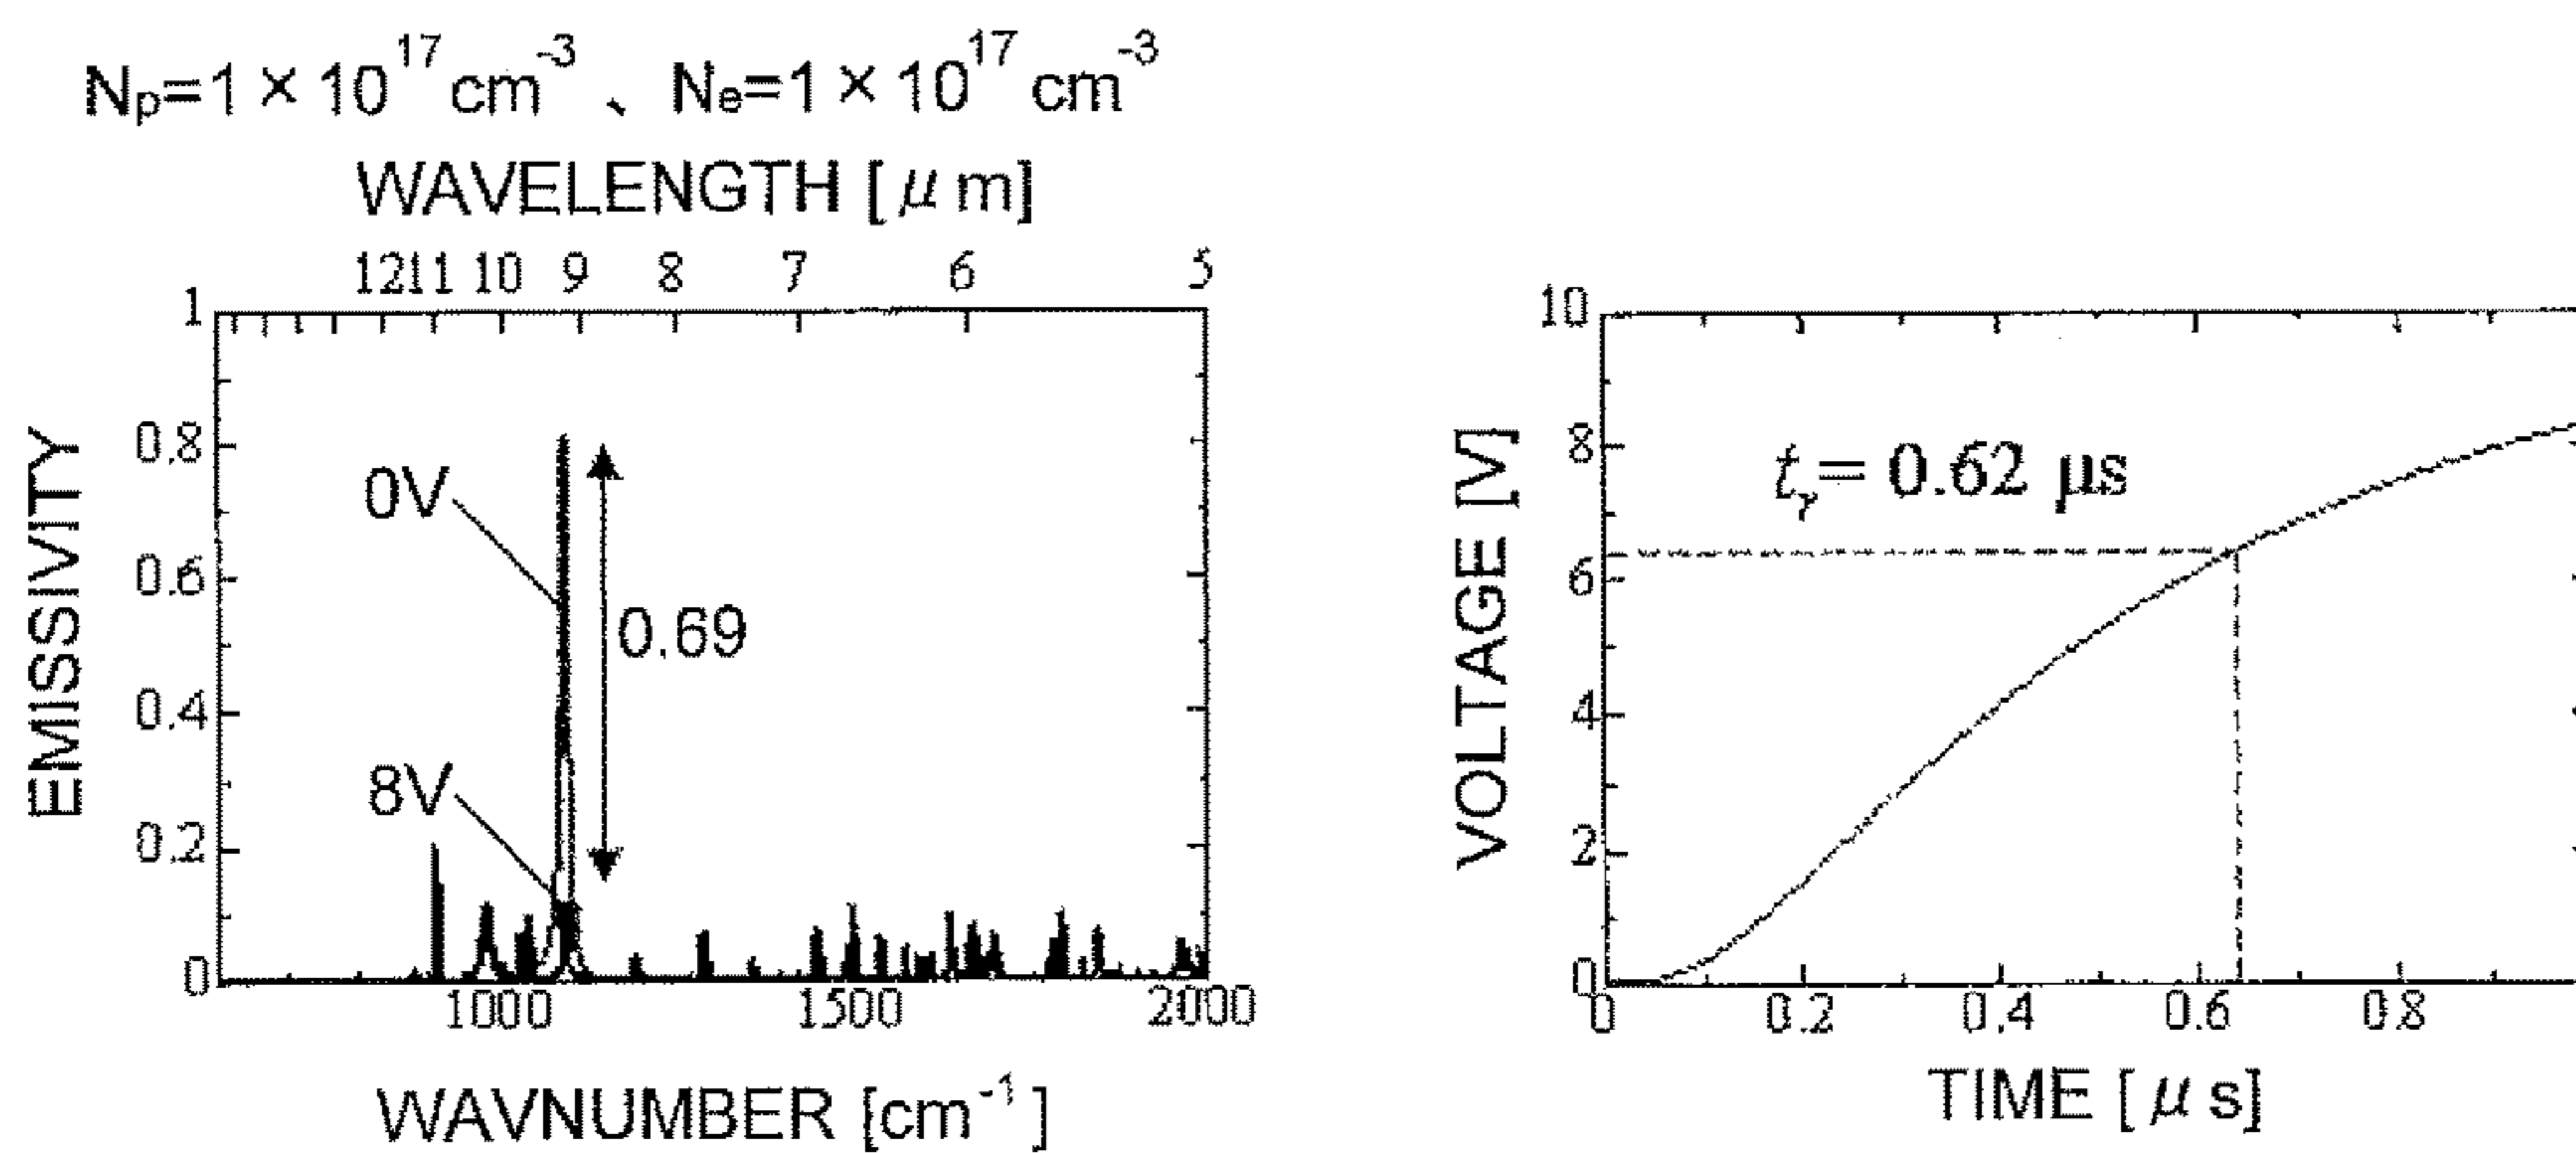 Np=1×10^17 cm^-3、Ne=1×10^17 cm^-3
WAVELENGTH [μm]
12 11 10 9 8 7 6 5
1
0.8
0.6
0.4
0.2
0
EMISSIVITY
0V
8V
0.69
1000 1500 2000
WAVNUMBER [cm^-1]
10
8
6
4
2
0
VOLTAGE [V]
tr= 0.62 μs
0 0.2 0.4 0.6 0.8
TIME [μs]